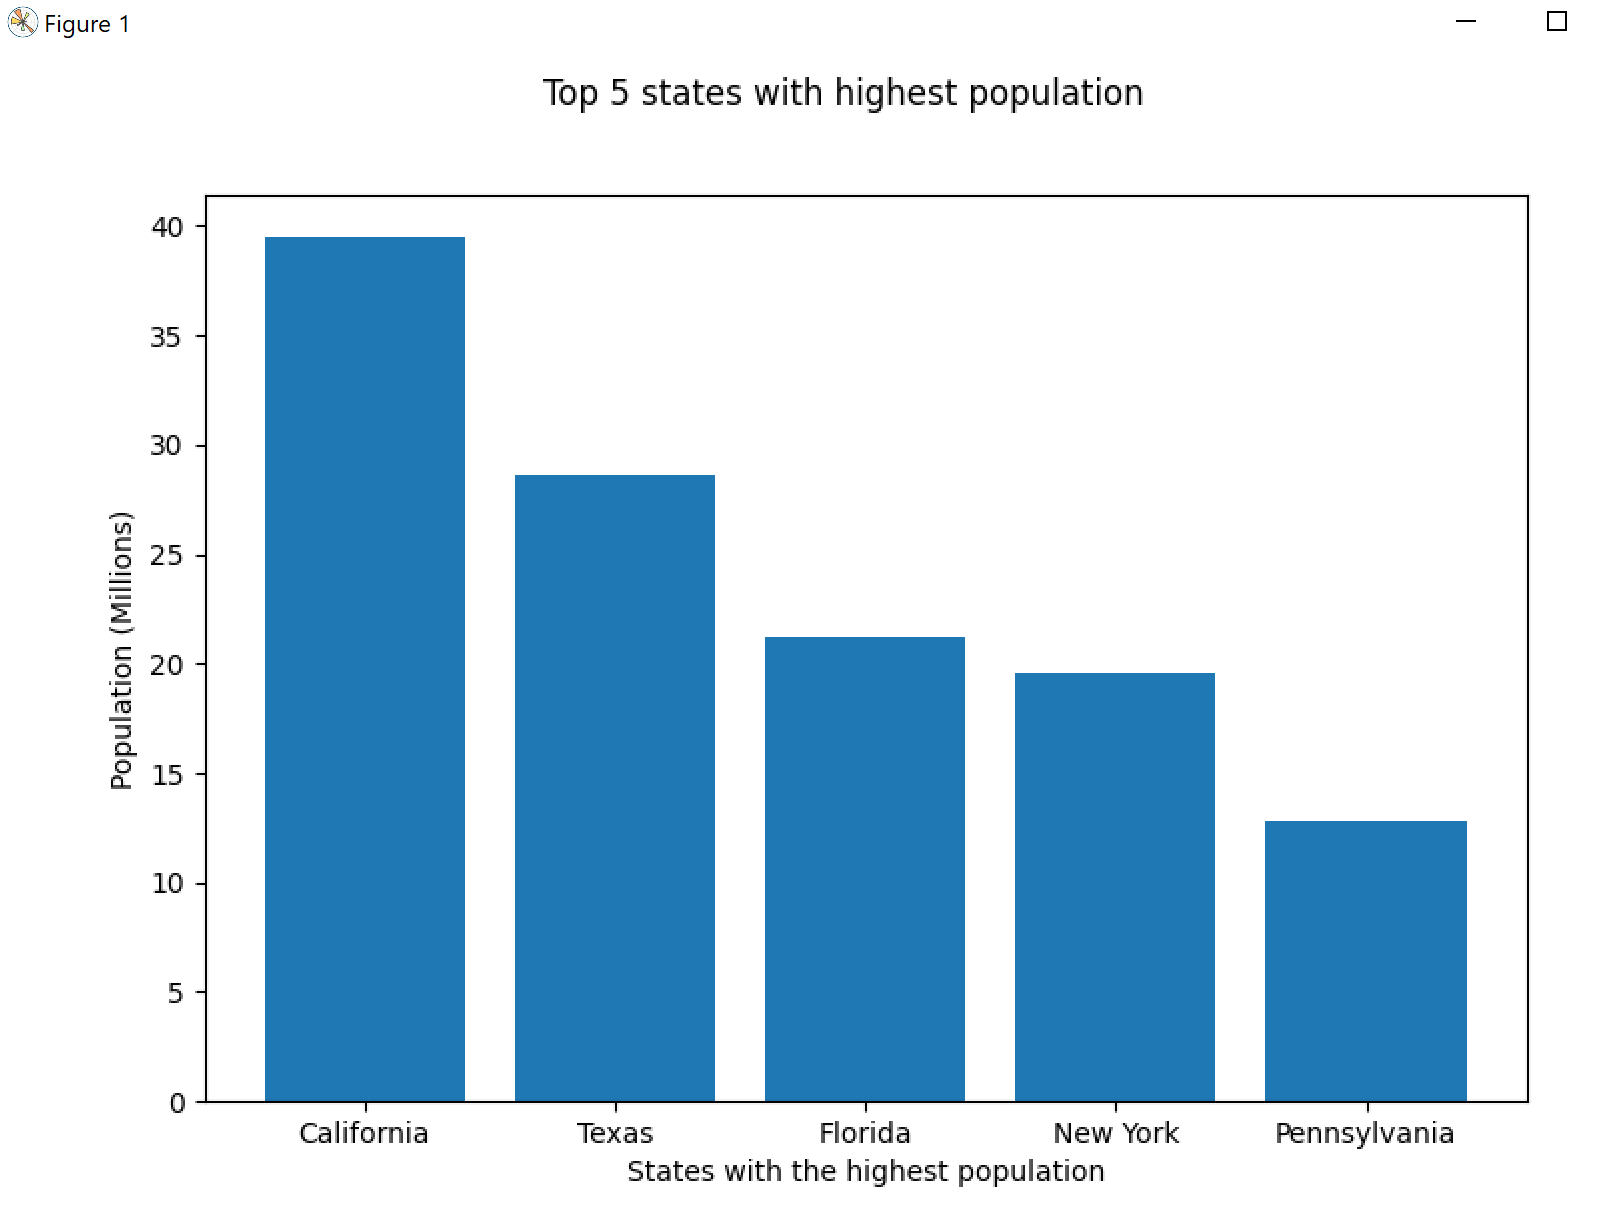 Figure 1
Top 5 states with highest population
40
35
30
25
20
15
10
5
0
Population (Millions)
California Texas Florida New York Pennsylvania
States with the highest population